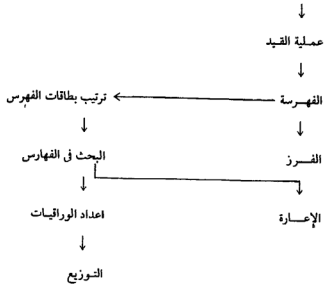 عملية القيد
الفهرسة
ترتيب بطاقات الفهرس
الفرز
البحث فى الفهارس
الإعارة
اعداد الوراقيات
التوزيع